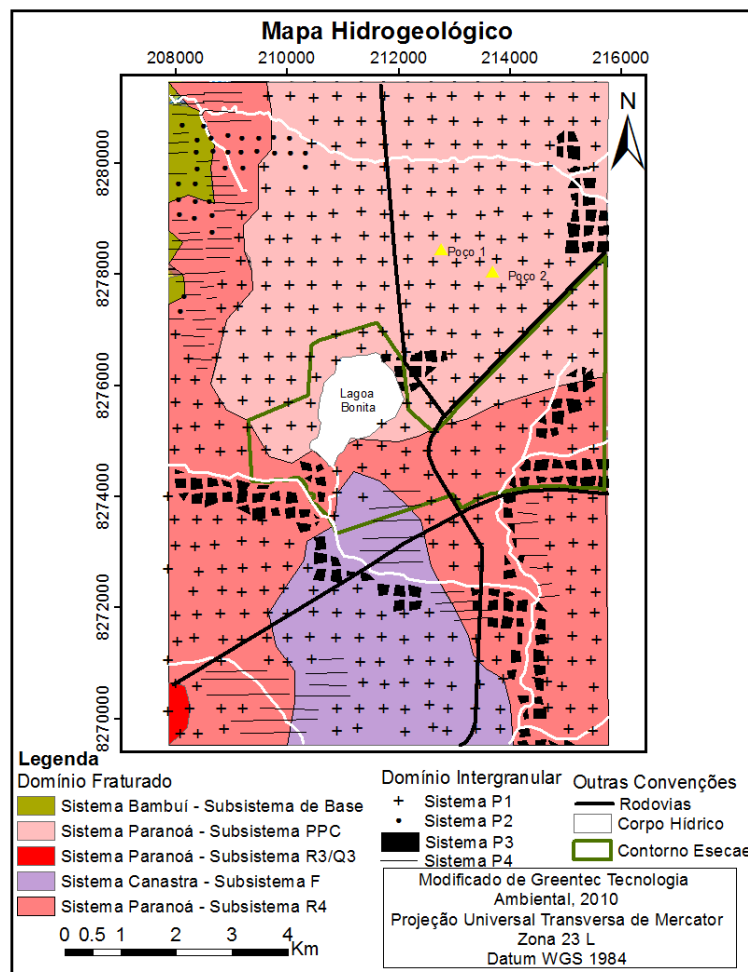 Mapa Hidrogeológico
208000 210000 212000 214000 216000
N
8280000
8278000
8276000
8274000
8272000
8270000
Poço 1
Poço 2
Lagoa
Bonita
Legenda
Domínio Fraturado
Sistema Bambuí - Subsistema de Base
Sistema Paranoá - Subsistema PPC
Sistema Paranoá - Subsistema R3/Q3
Sistema Canastra - Subsistema F
Sistema Paranoá - Subsistema R4
0 0.5 1 2 3 4
Km
Domínio Intergranular
Sistema P1
Sistema P2
Sistema P3
Sistema P4
Outras Convenções
Rodovias
Corpo Hídrico
Contorno Esecae
Modificado de Greentec Tecnologia
Ambiental, 2010
Projeção Universal Transversa de Mercator
Zona 23 L
Datum WGS 1984